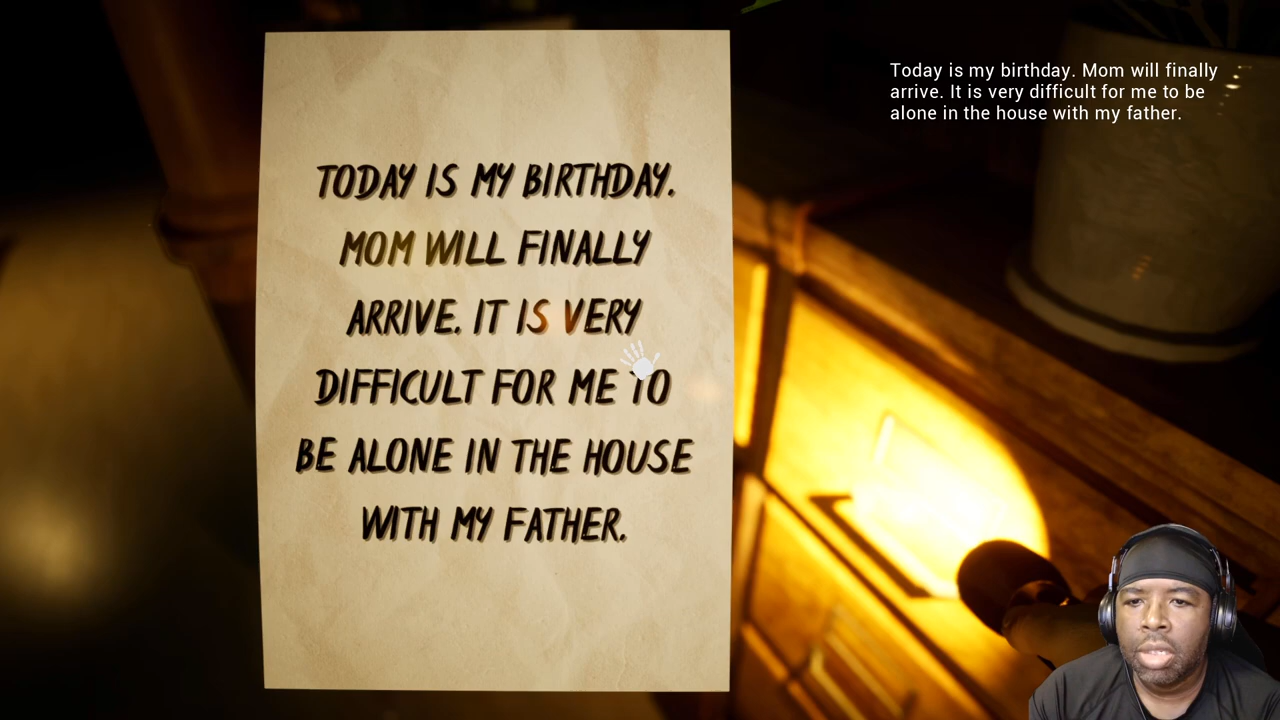 TODAY IS MY BIRTHDAY.
MOM WILL FINALLY
ARRIVE. IT IS VERY
DIFFICULT FOR ME TO
BE ALONE IN THE HOUSE
WITH MY FATHER.
Today is my birthday. Mom will finally
arrive. It is very difficult for me to be
alone in the house with my father.